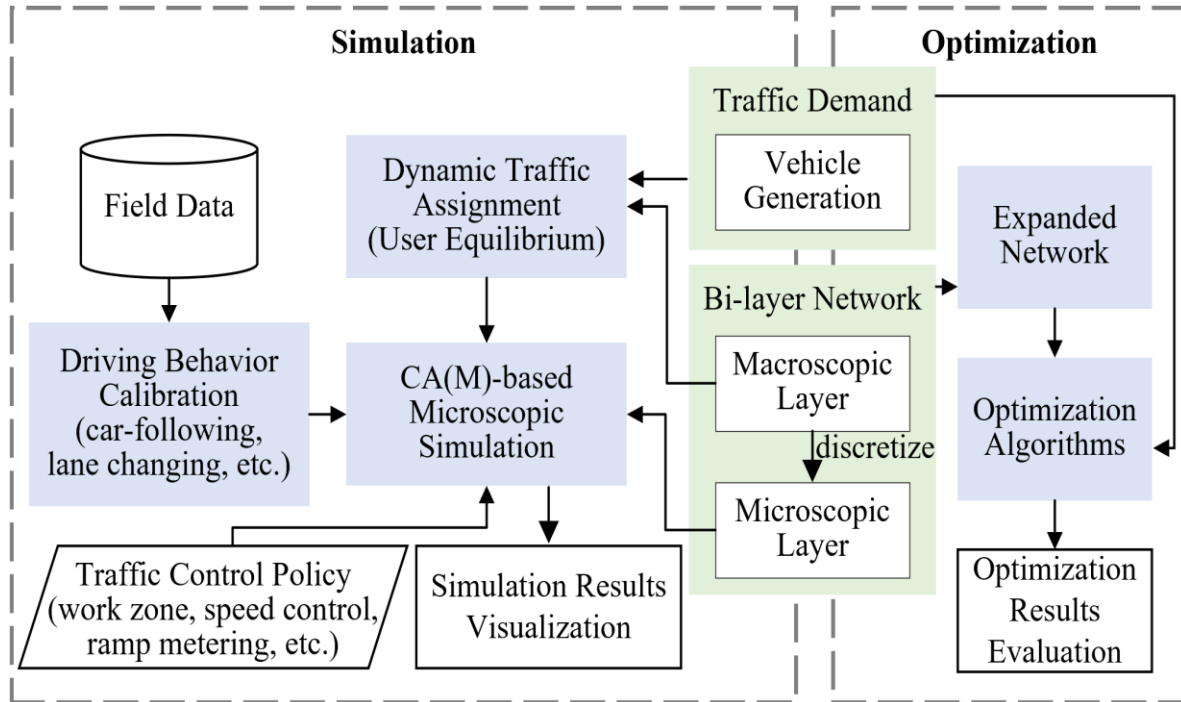 Simulation
Optimization
Traffic Demand
Vehicle
Generation
Field Data
Dynamic Traffic
Assignment
(User Equilibrium)
Expanded
Network
Bi-layer Network
Driving Behavior
Calibration
(car-following,
lane changing, etc.)
CA(M)-based
Microscopic
Simulation
Macroscopic
Layer
discretize
Microscopic
Layer
Optimization
Algorithms
Traffic Control Policy
(work zone, speed control,
ramp metering, etc.)
Simulation Results
Visualization
Optimization
Results
Evaluation